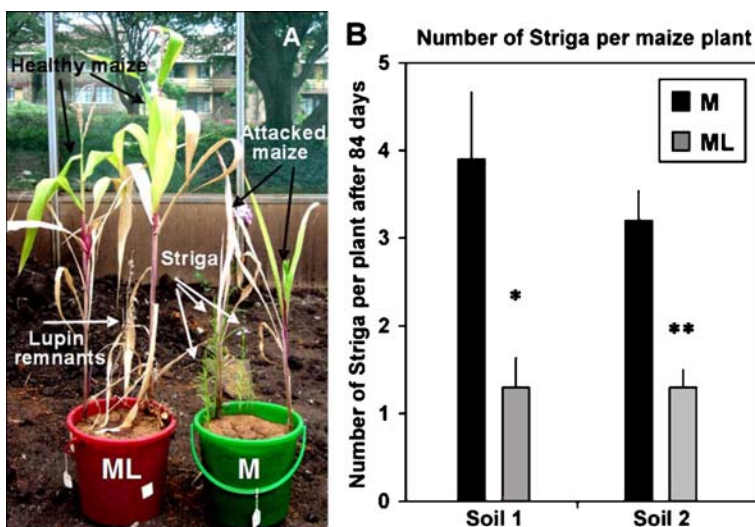 A
Healthy maize
Attacked
maize
Striga
Lupin
remnants
ML
M
B
Number of Striga per maize plant
Number of Striga per plant after 84 days
5
4
3
2
1
0
M
ML
*
**
Soil 1
Soil 2